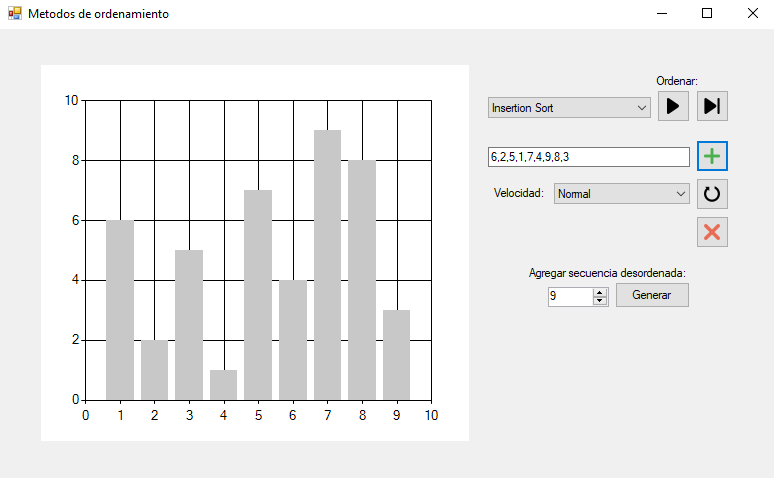 Metodos de ordenamiento
Ordenar:
Insertion Sort
6,2,5,1,7,4,9,8,3
Velocidad: Normal
Agregar secuencia desordenada:
9 Generar
10
8
6
4
2
0
0 1 2 3 4 5 6 7 8 9 10